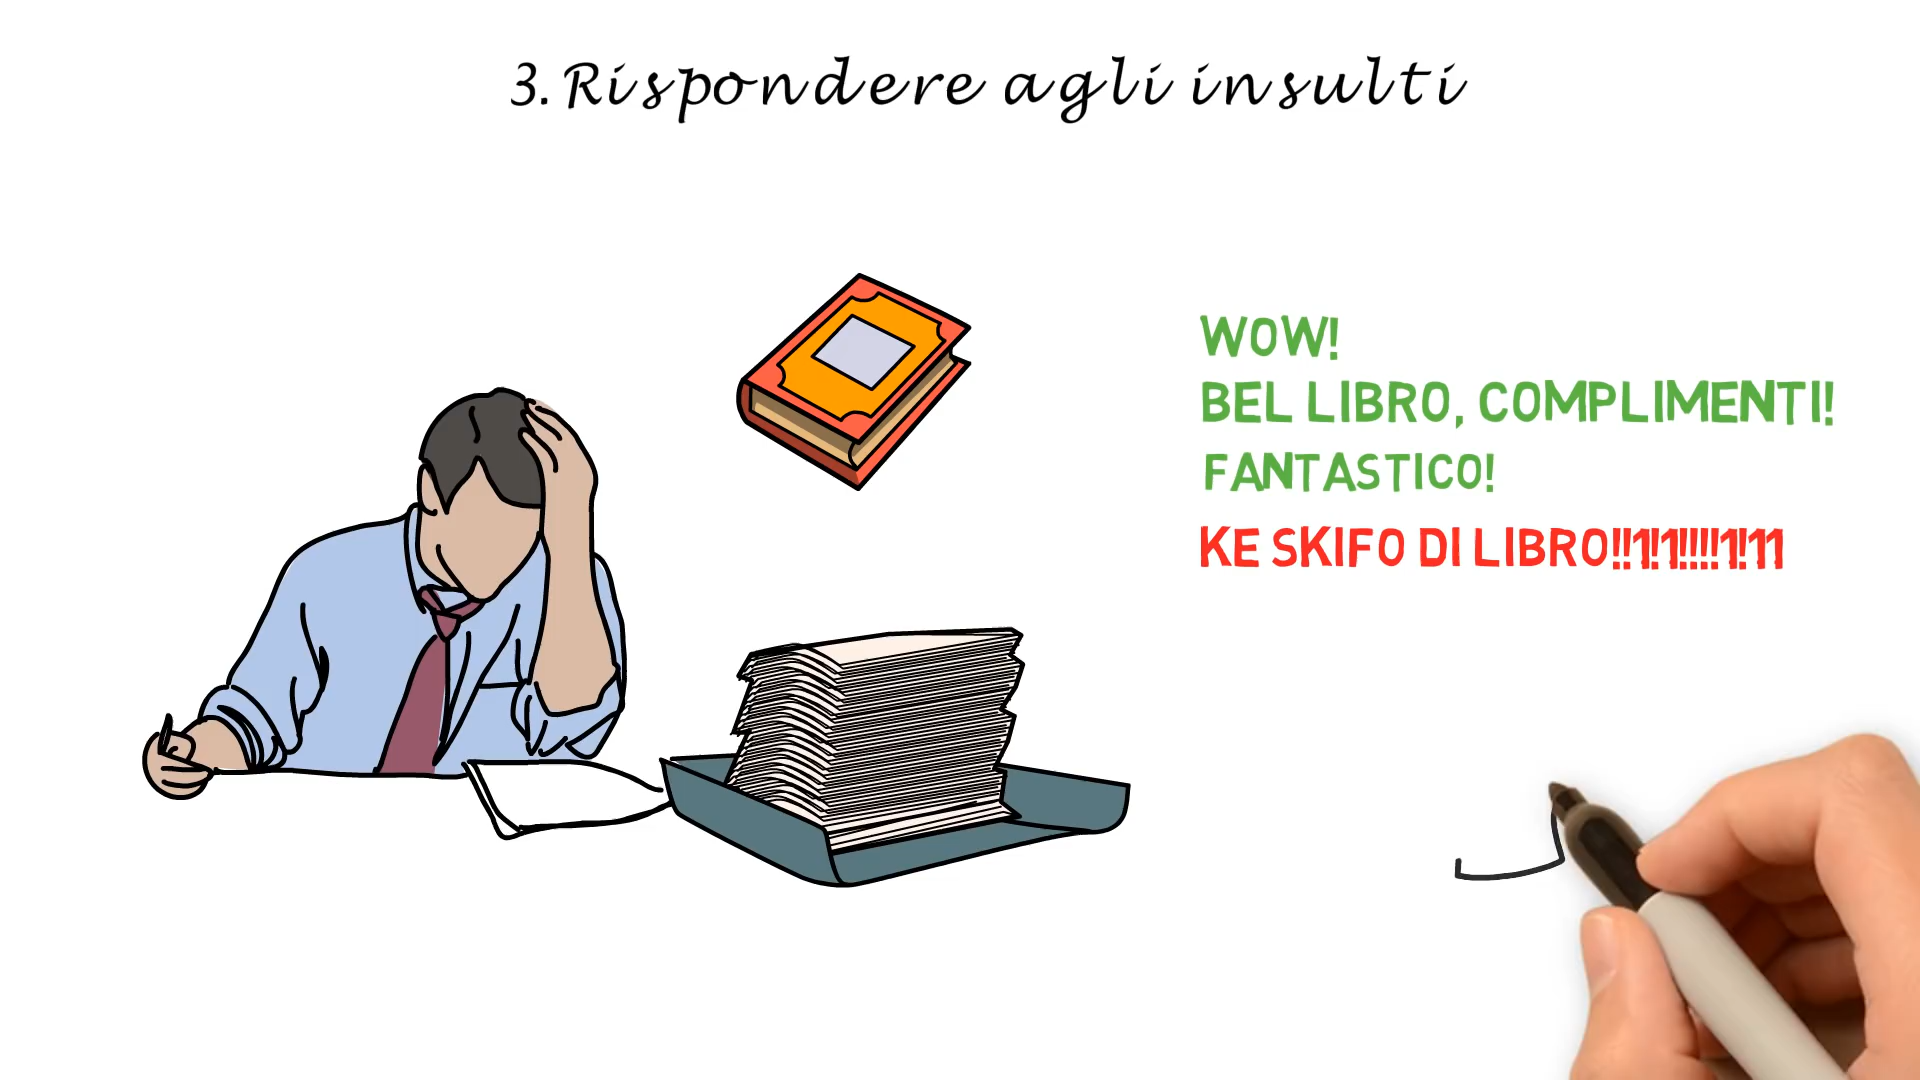 3. Rispondere agli insulti
WOW!
BEL LIBRO, COMPLIMENTI!
FANTASTICO!
KE SKIFO DI LIBRO!!1!1!!!!1!11